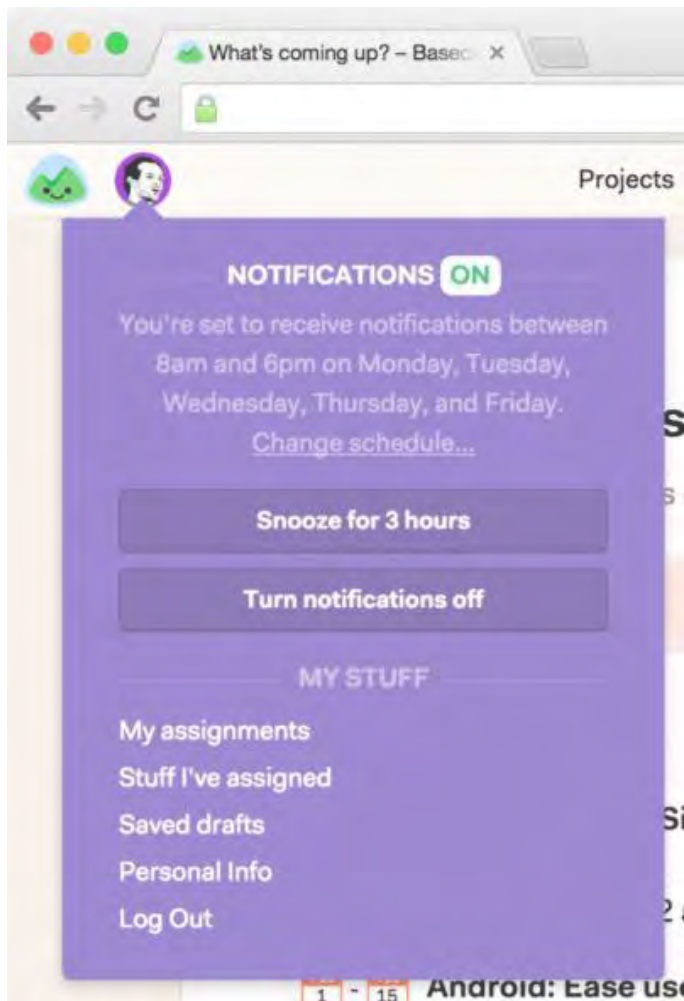 What's coming up? – Basec
Projects
NOTIFICATIONS ON
You're set to receive notifications between
8am and 6pm on Monday, Tuesday,
Wednesday, Thursday, and Friday.
Change schedule...
s
Snooze for 3 hours
Turn notifications off
MY STUFF
My assignments
Stuff I've assigned
Saved drafts
Si
Personal Info
Log Out
1 - 15 Android: Ease use